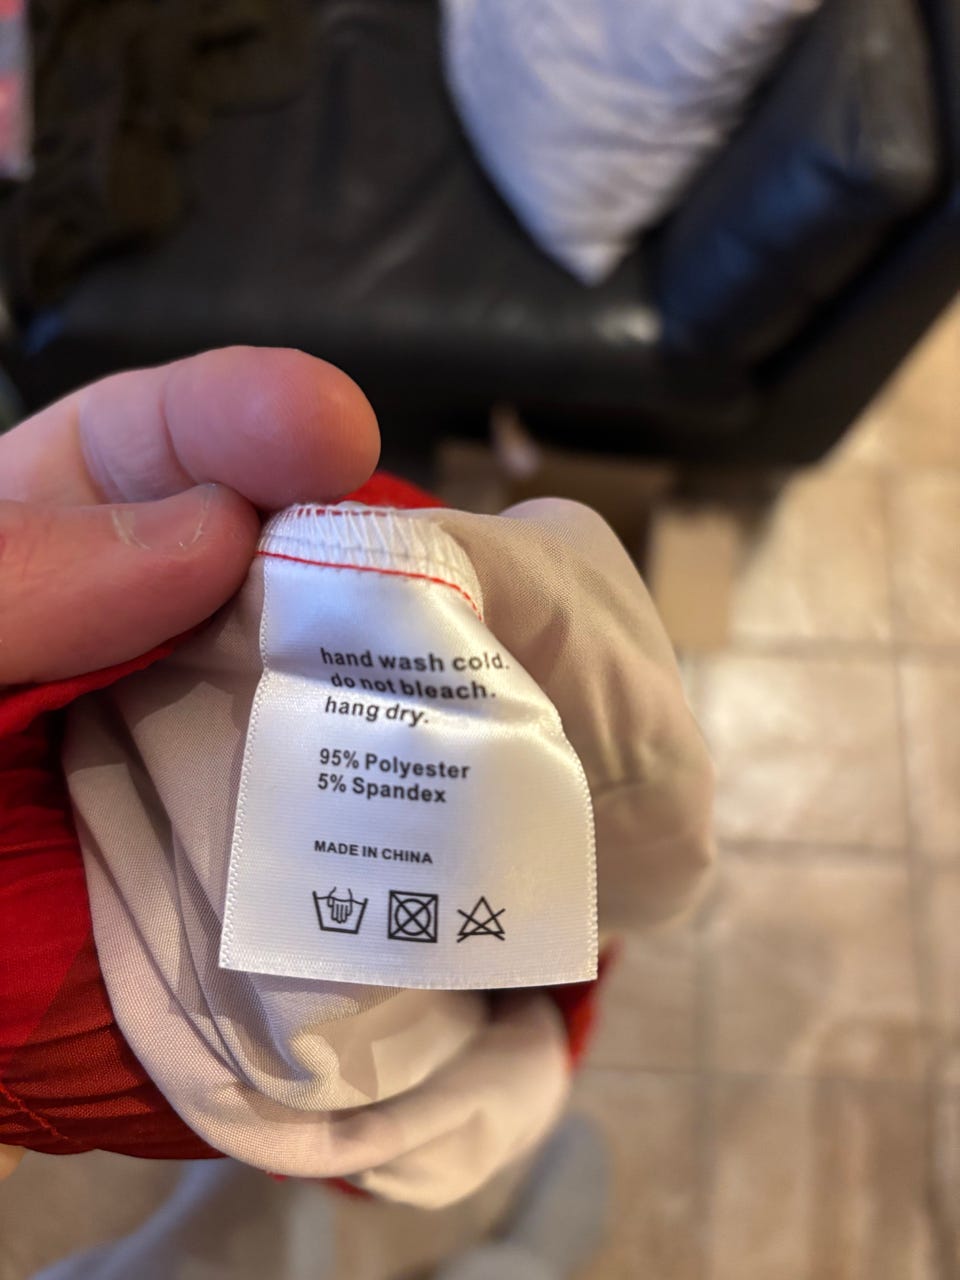 hand wash cold.
do not bleach.
hang dry.
95% Polyester
5% Spandex
MADE IN CHINA